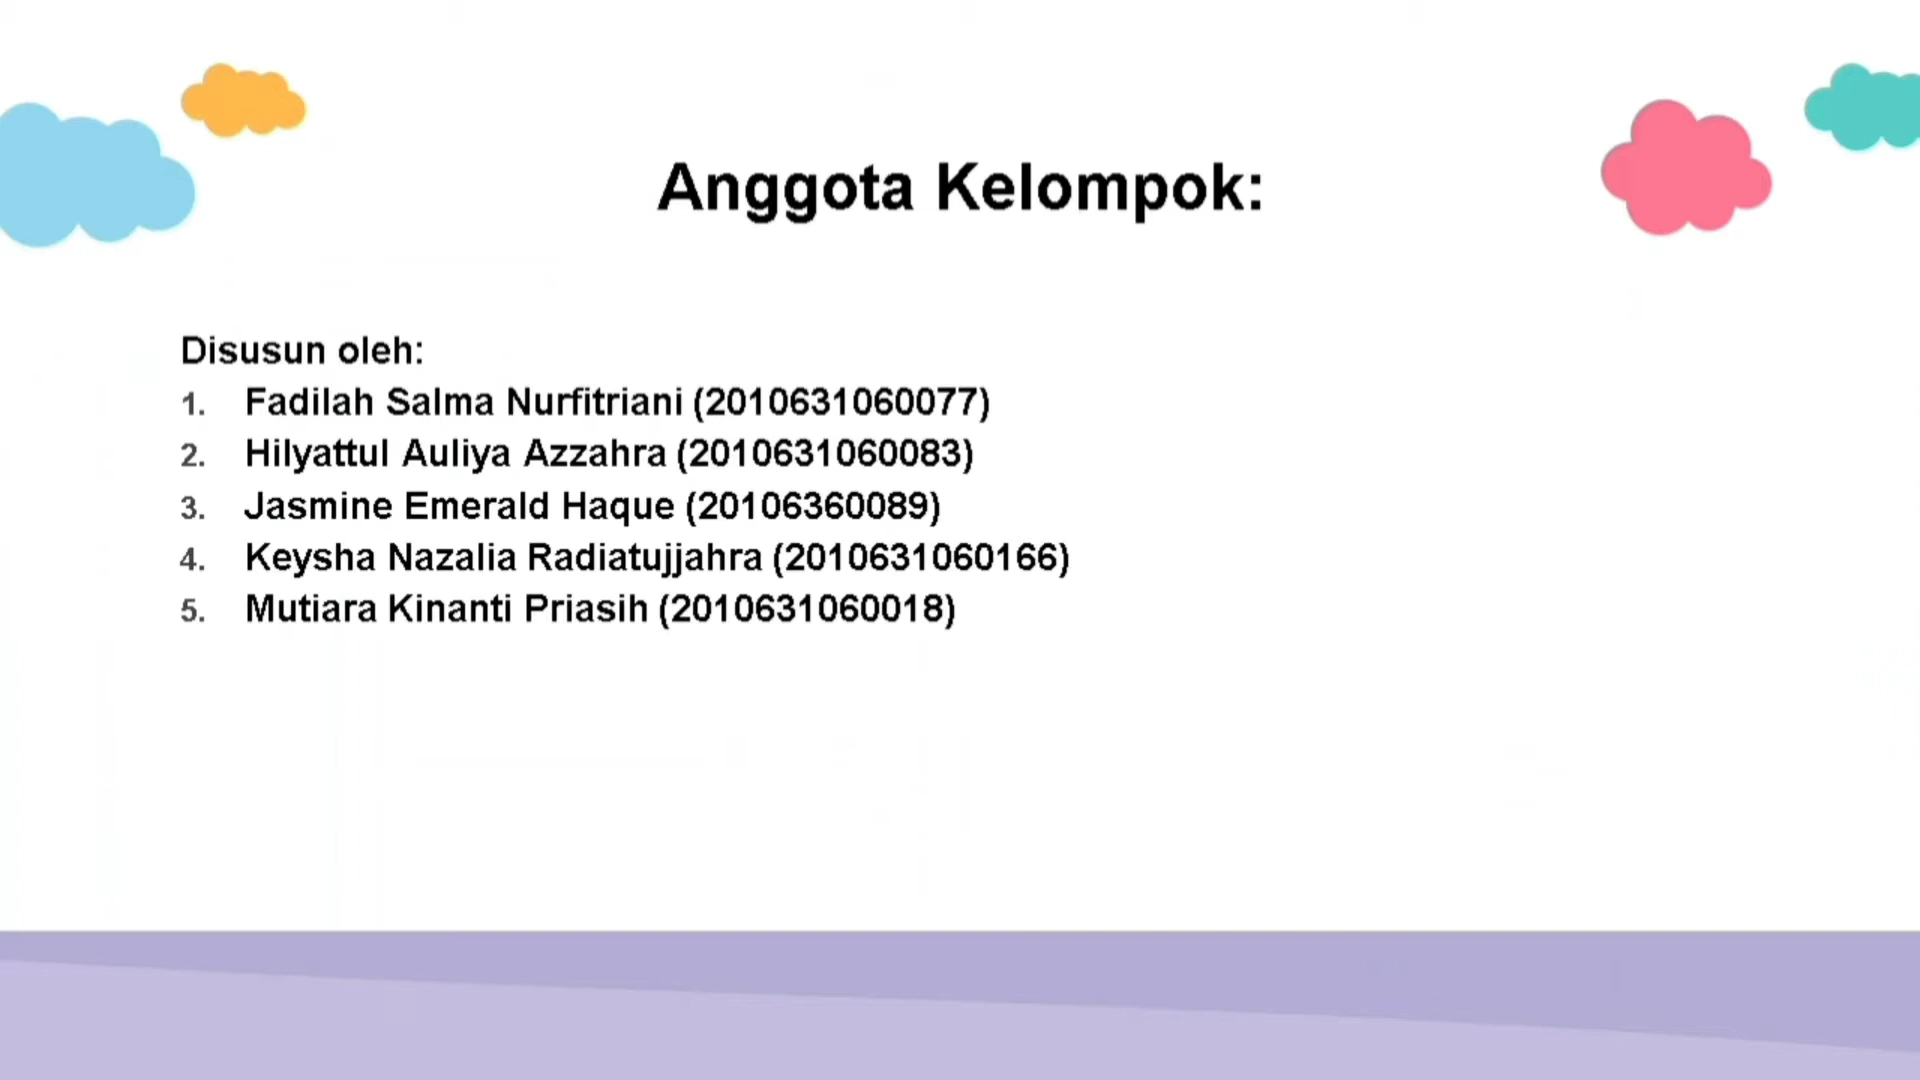 Anggota Kelompok:
Disusun oleh:
1. Fadilah Salma Nurfitriani (2010631060077)
2. Hilyattul Auliya Azzahra (2010631060083)
3. Jasmine Emerald Haque (20106360089)
4. Keysha Nazalia Radiatujjahra (2010631060166)
5. Mutiara Kinanti Priasih (2010631060018)